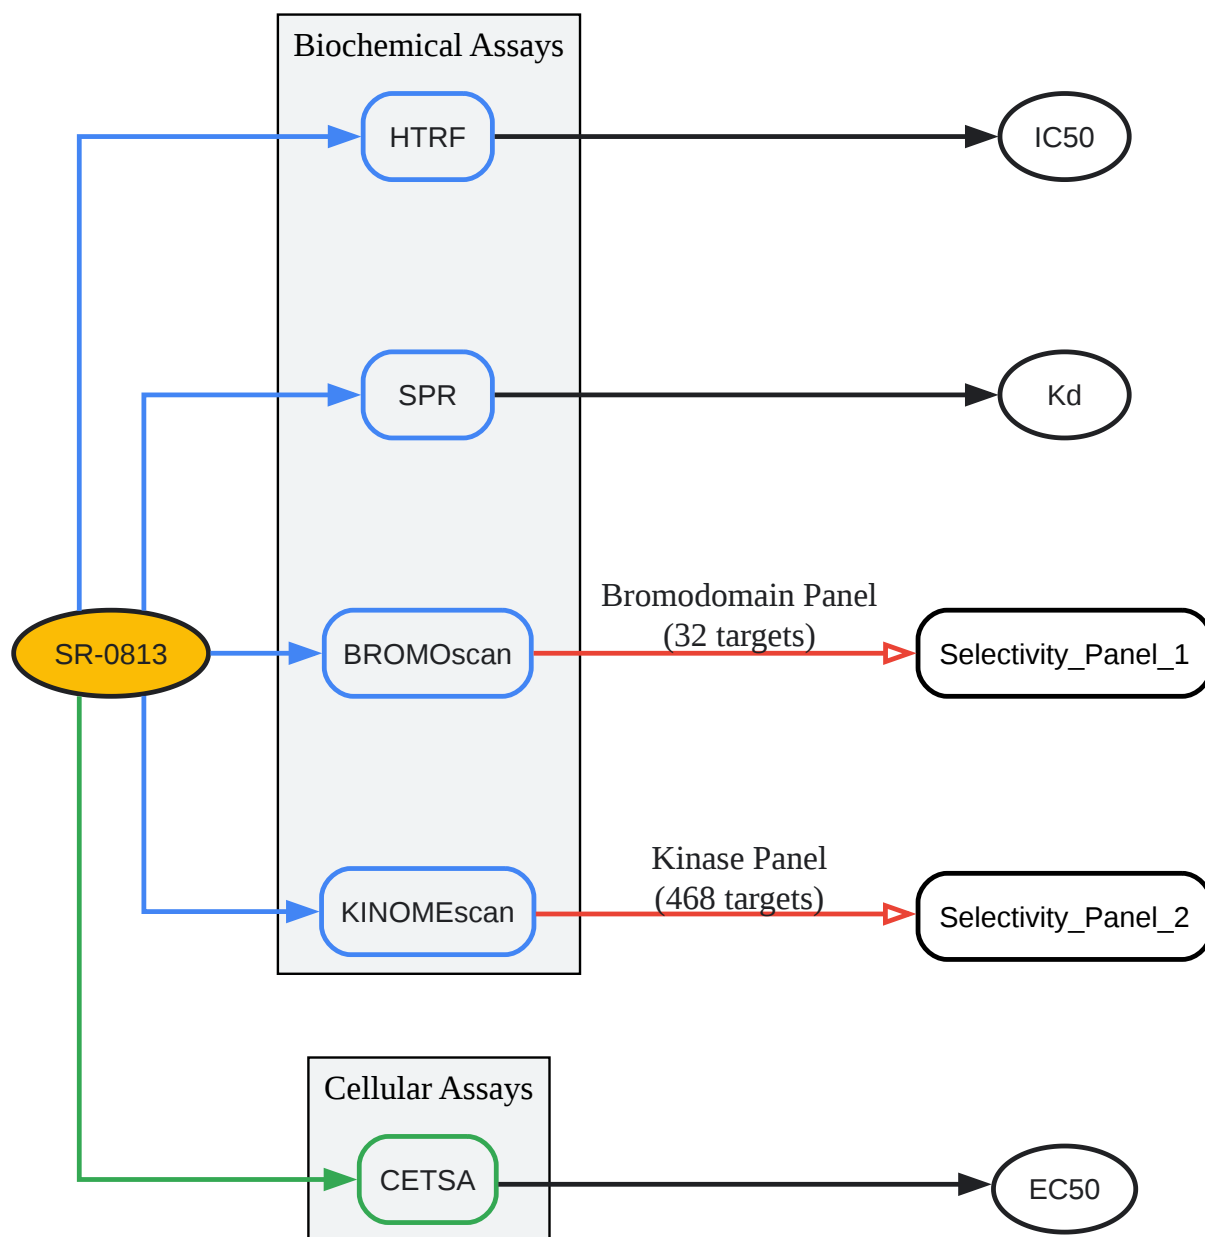 Biochemical Assays
HTRF
IC50
SPR
Kd
Bromodomain Panel
(32 targets)
SR-0813
BROMOscan
Selectivity_Panel_1
Kinase Panel
(468 targets)
KINOMEscan
Selectivity_Panel_2
Cellular Assays
CETSA
EC50